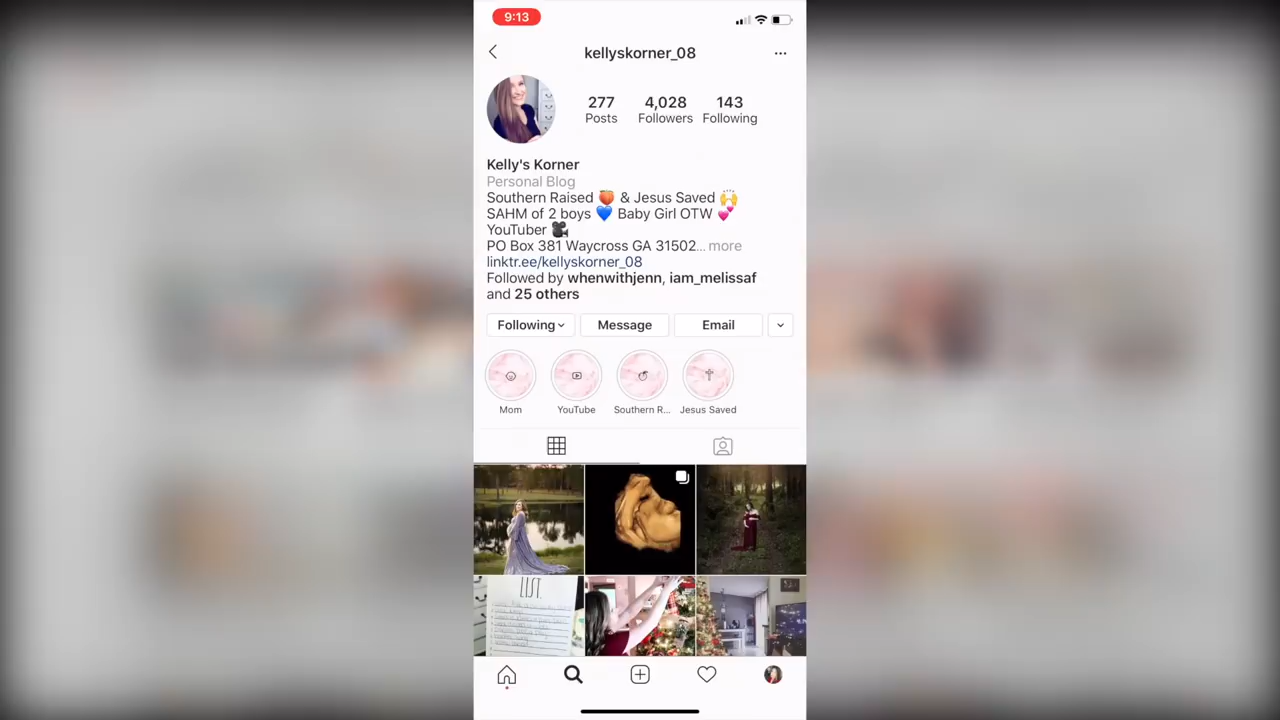 9:13
kellyskorner_08
277 4,028 143
Posts Followers Following
Kelly's Korner
Personal Blog
Southern Raised 🍑 & Jesus Saved 🙌
SAHM of 2 boys 💙 Baby Girl OTW 💕
YouTuber 🎥
PO Box 381 Waycross GA 31502... more
linktr.ee/kellyskorner_08
Followed by whenwithjenn, iam_melissaf
and 25 others
Following Message Email
Mom YouTube Southern R... Jesus Saved
LIST